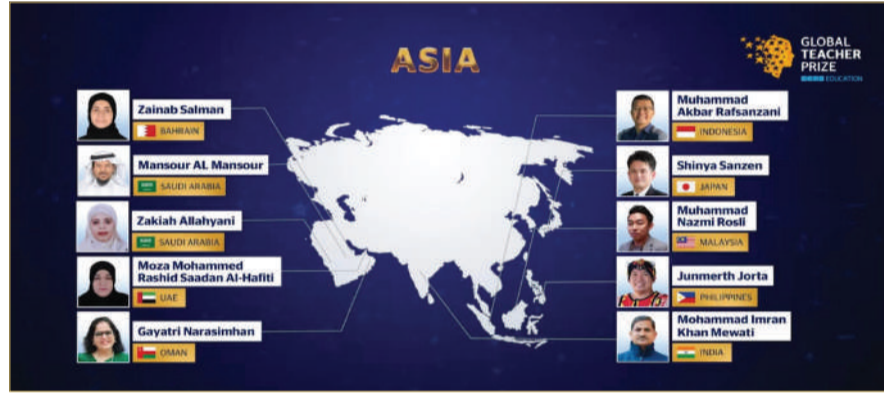 ASIA
GLOBAL
TEACHER
PRIZE
EDUCATION
Zainab Salman
BAHRAIN
Mansour AL Mansour
SAUDI ARABIA
Zakiah Allahyani
SAUDI ARABIA
Moza Mohammed
Rashid Saadan Al-Hafiti
UAE
Gayatri Narasimhan
OMAN
Muhammad
Akbar Rafsanzani
INDONESIA
Shinya Sanzen
JAPAN
Muhammad
Nazmi Rosli
MALAYSIA
Junmerth Jorta
PHILIPPINES
Mohammad Imran
Khan Mewati
INDIA